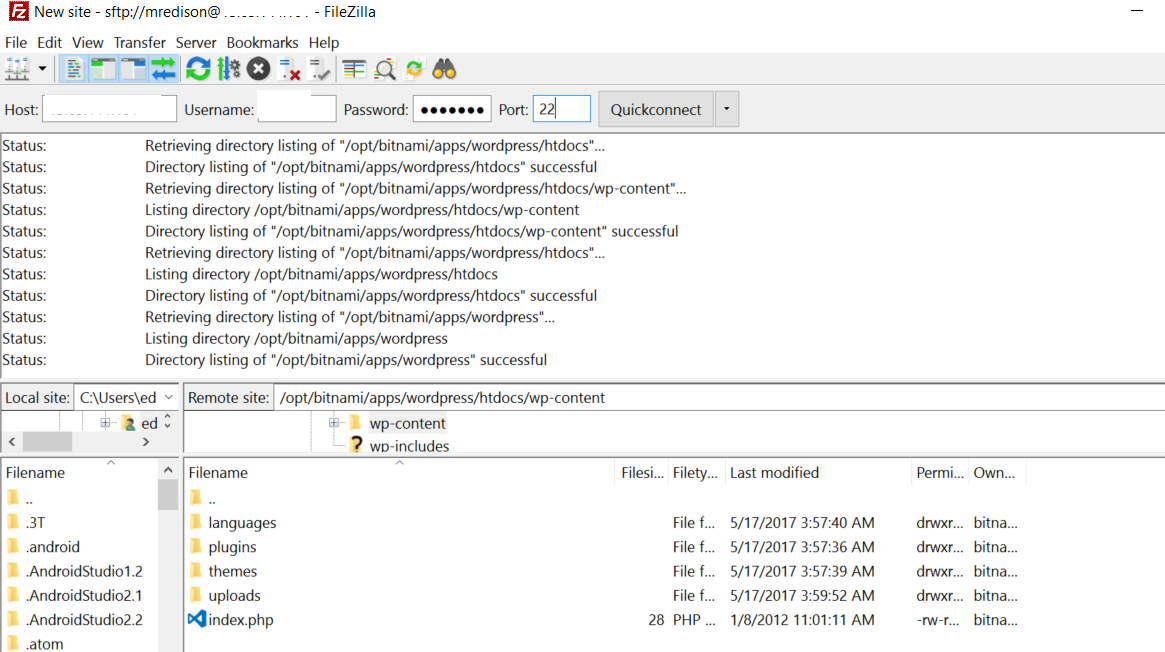 New site - sftp://mredison@ - FileZilla
File Edit View Transfer Server Bookmarks Help
Host: Username: Password: ●●●●●●● Port: 22 Quickconnect
Status: Retrieving directory listing of "/opt/bitnami/apps/wordpress/htdocs"...
Status: Directory listing of "/opt/bitnami/apps/wordpress/htdocs" successful
Status: Retrieving directory listing of "/opt/bitnami/apps/wordpress/htdocs/wp-content"...
Status: Listing directory /opt/bitnami/apps/wordpress/htdocs/wp-content
Status: Directory listing of "/opt/bitnami/apps/wordpress/htdocs/wp-content" successful
Status: Retrieving directory listing of "/opt/bitnami/apps/wordpress/htdocs"...
Status: Listing directory /opt/bitnami/apps/wordpress/htdocs
Status: Directory listing of "/opt/bitnami/apps/wordpress/htdocs" successful
Status: Retrieving directory listing of "/opt/bitnami/apps/wordpress"...
Status: Listing directory /opt/bitnami/apps/wordpress
Status: Directory listing of "/opt/bitnami/apps/wordpress" successful
Local site: C:\Users\ed Remote site: /opt/bitnami/apps/wordpress/htdocs/wp-content
ed wp-content
? wp-includes
Filename Filename Filesi... Filety... Last modified Permi... Own...
.. ..
.3T languages File f... 5/17/2017 3:57:40 AM drwxr... bitna...
.android plugins File f... 5/17/2017 3:57:36 AM drwxr... bitna...
.AndroidStudio1.2 themes File f... 5/17/2017 3:57:39 AM drwxr... bitna...
.AndroidStudio2.1 uploads File f... 5/17/2017 3:59:52 AM drwxr... bitna...
.AndroidStudio2.2 index.php 28 PHP ... 1/8/2012 11:01:11 AM -rw-r... bitna...
.atom